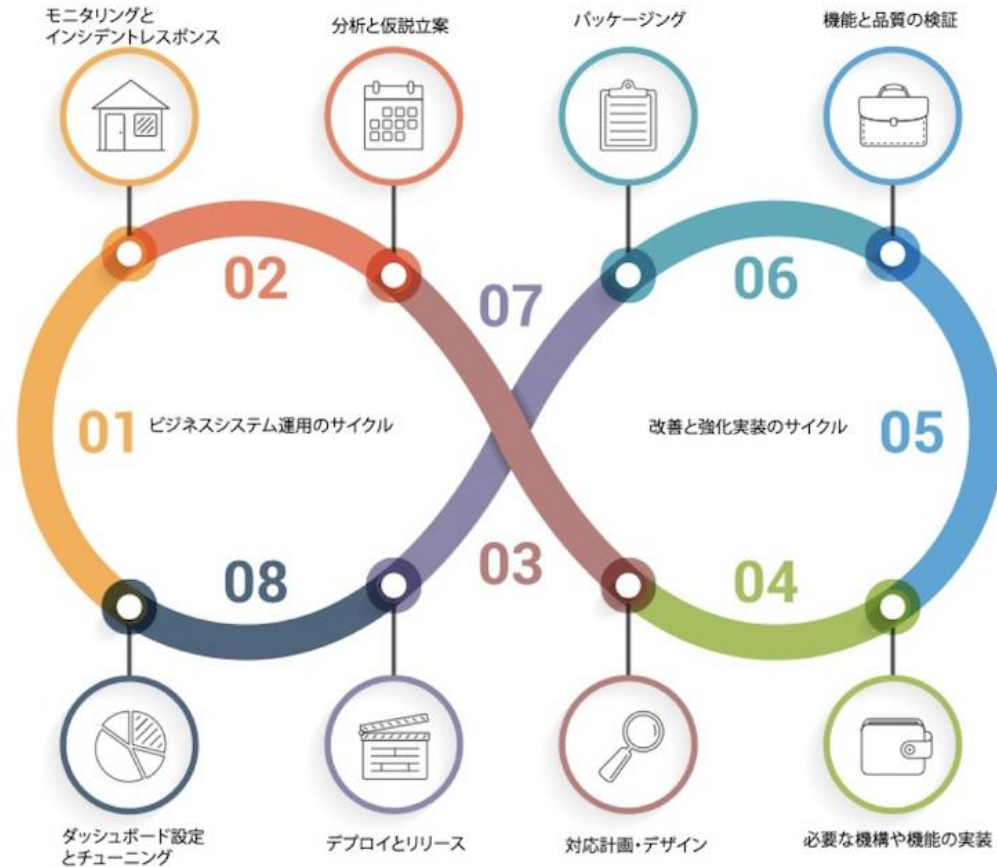 モニタリングと
インシデントレスポンス
分析と仮説立案
パッケージング
機能と品質の検証
02
07
06
01
ビジネスシステム運用のサイクル
改善と強化実装のサイクル
05
08
03
04
ダッシュボード設定
とチューニング
デプロイとリリース
対応計画・デザイン
必要な機構や機能の実装